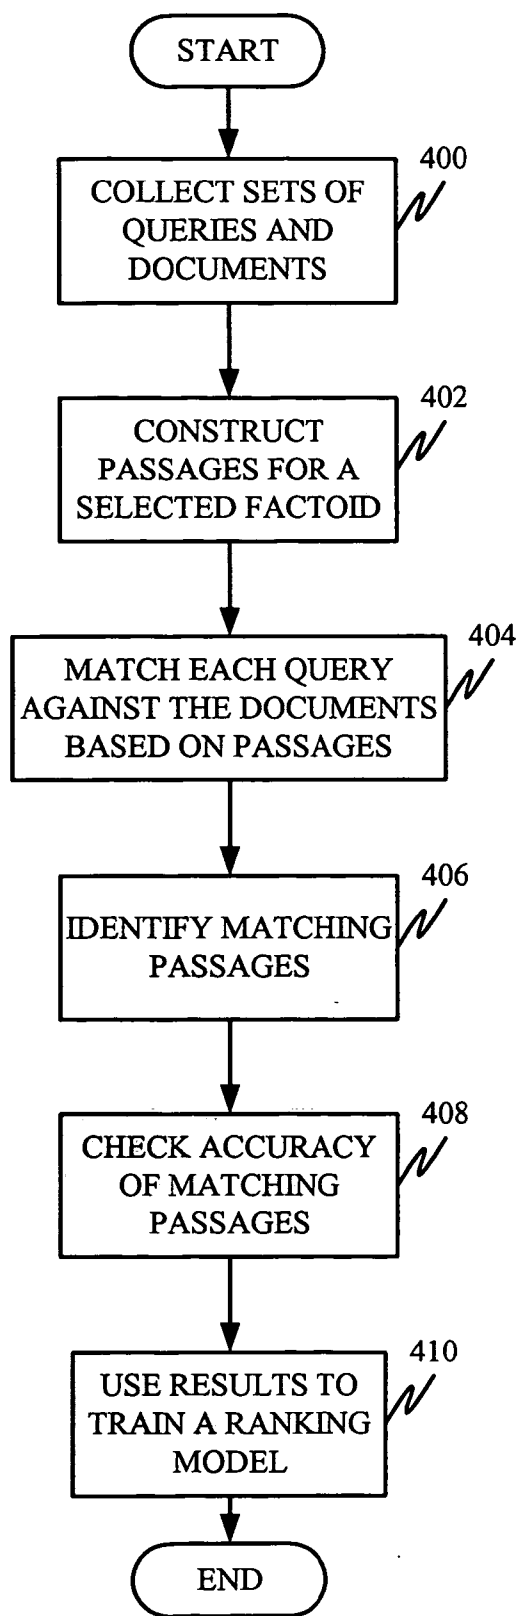 START
400
COLLECT SETS OF
QUERIES AND
DOCUMENTS
402
CONSTRUCT
PASSAGES FOR A
SELECTED FACTOID
404
MATCH EACH QUERY
AGAINST THE DOCUMENTS
BASED ON PASSAGES
406
IDENTIFY MATCHING
PASSAGES
408
CHECK ACCURACY
OF MATCHING
PASSAGES
410
USE RESULTS TO
TRAIN A RANKING
MODEL
END